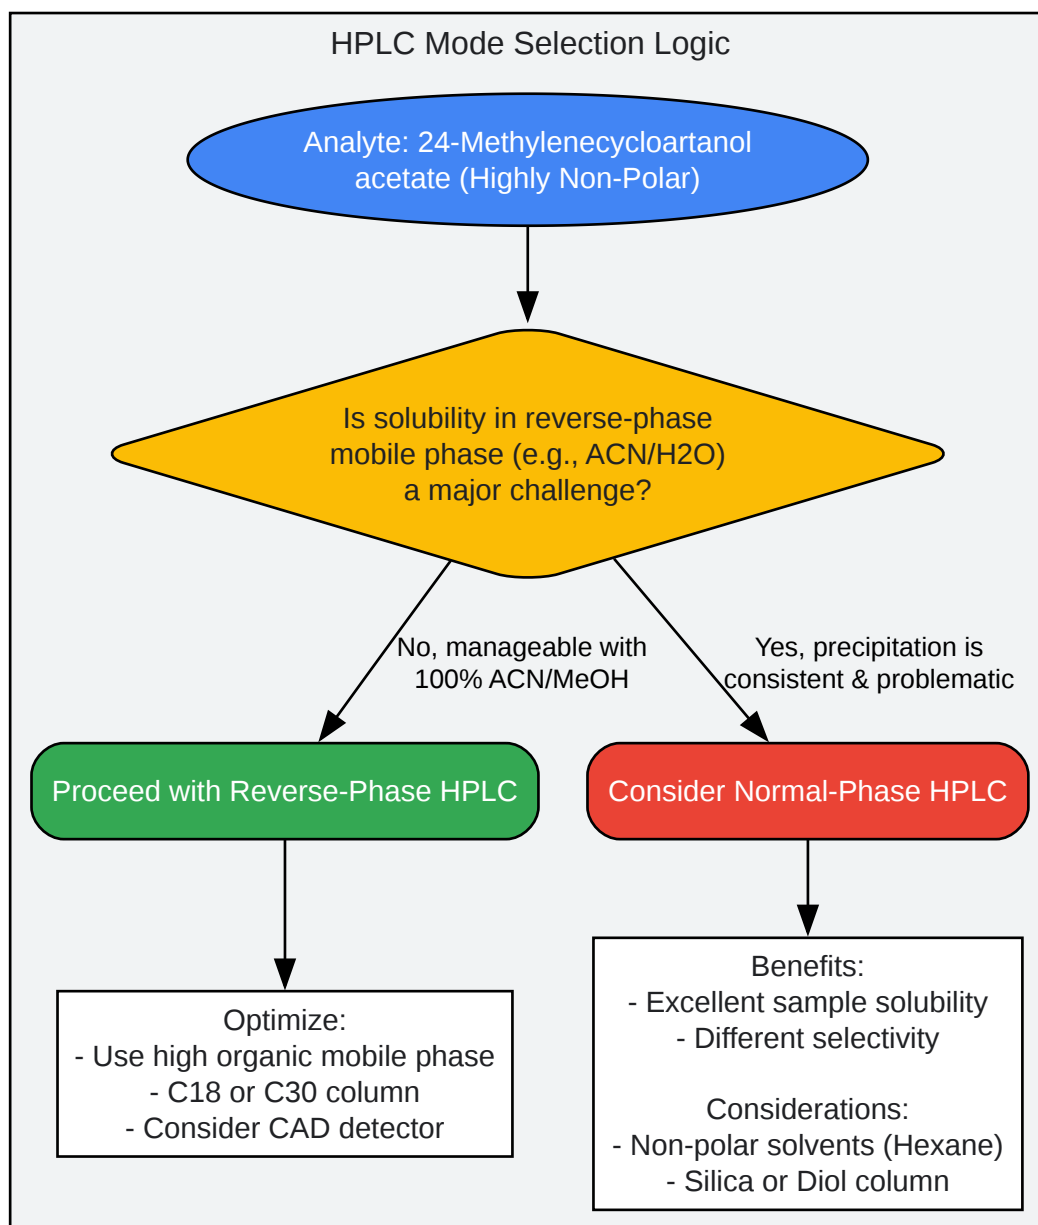 HPLC Mode Selection Logic
Analyte: 24-Methylenecycloartanol
acetate (Highly Non-Polar)
Is solubility in reverse-phase
mobile phase (e.g., ACN/H2O)
a major challenge?
No, manageable with
100% ACN/MeOH
Yes, precipitation is
consistent & problematic
Proceed with Reverse-Phase HPLC
Consider Normal-Phase HPLC
Optimize:
- Use high organic mobile phase
- C18 or C30 column
- Consider CAD detector
Benefits:
- Excellent sample solubility
- Different selectivity
Considerations:
- Non-polar solvents (Hexane)
- Silica or Diol column